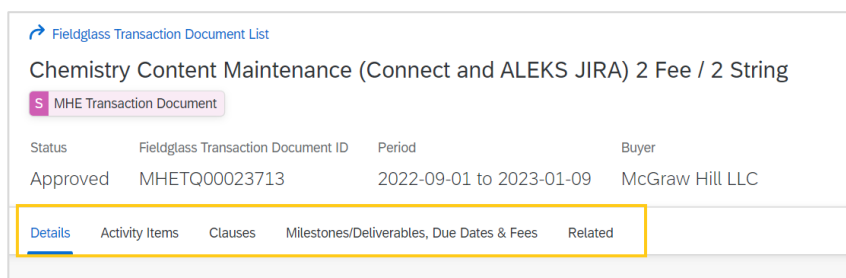 Fieldglass Transaction Document List
Chemistry Content Maintenance (Connect and ALEKS JIRA) 2 Fee / 2 String
S MHE Transaction Document
Status Fieldglass Transaction Document ID Period Buyer
Approved MHETQ00023713 2022-09-01 to 2023-01-09 McGraw Hill LLC
Details Activity Items Clauses Milestones/Deliverables, Due Dates & Fees Related